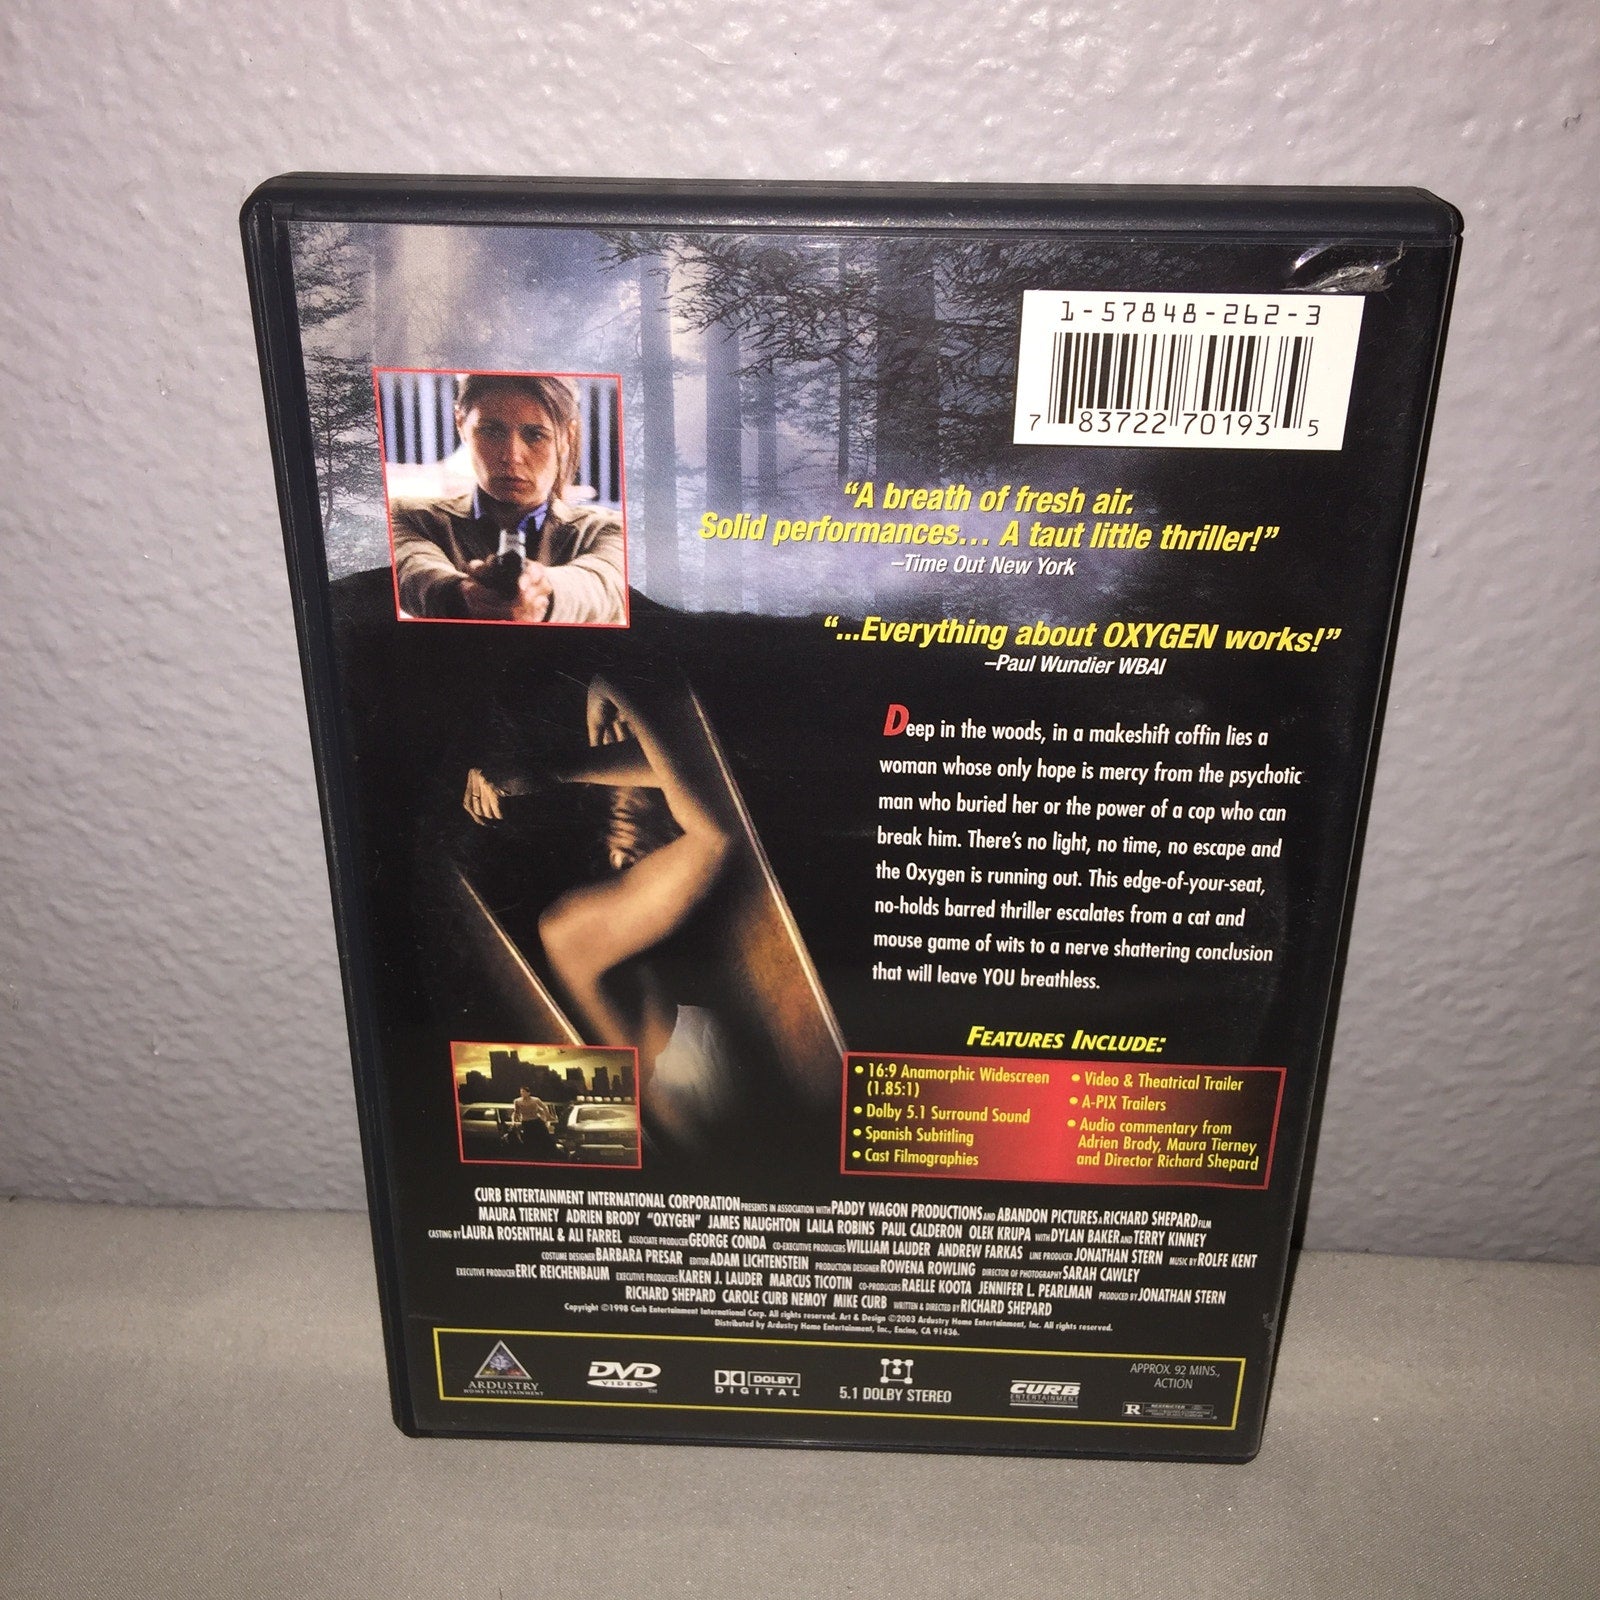 1-57848-262-3
7 83722 70193 5
“A breath of fresh air.
Solid performances... A taut little thriller!”
–Time Out New York
“...Everything about OXYGEN works!”
–Paul Wundier WBAI
Deep in the woods, in a makeshift coffin lies a
woman whose only hope is mercy from the psychotic
man who buried her or the power of a cop who can
break him. There's no light, no time, no escape and
the Oxygen is running out. This edge-of-your-seat,
no-holds barred thriller escalates from a cat and
mouse game of wits to a nerve shattering conclusion
that will leave YOU breathless.
FEATURES INCLUDE:
• 16:9 Anamorphic Widescreen
(1.85:1)
• Dolby 5.1 Surround Sound
• Spanish Subtitling
• Cast Filmographies
• Video & Theatrical Trailer
• A-PIX Trailers
• Audio commentary from
Adrien Brody, Maura Tierney
and Director Richard Shepard
CURB ENTERTAINMENT INTERNATIONAL CORPORATION PRESENTS IN ASSOCIATION WITH PADDY WAGON PRODUCTIONS AND ABANDON PICTURES A RICHARD SHEPARD FILM
MAURA TIERNEY ADRIEN BRODY “OXYGEN” JAMES NAUGHTON LAILA ROBINS PAUL CALDERON OLEK KRUPA WITH DYLAN BAKER AND TERRY KINNEY
CASTING BY LAURA ROSENTHAL & ALI FARREL ASSOCIATE PRODUCER GEORGE CONDA CO-EXECUTIVE PRODUCERS WILLIAM LAUDER ANDREW FARKAS LINE PRODUCER JONATHAN STERN MUSIC BY ROLFE KENT
COSTUME DESIGNER BARBARA PRESAR EDITOR ADAM LICHTENSTEIN PRODUCTION DESIGNER ROWENA ROWLING DIRECTOR OF PHOTOGRAPHY SARAH CAWLEY
EXECUTIVE PRODUCER ERIC REICHENBAUM EXECUTIVE PRODUCERS KAREN J. LAUDER MARCUS TICOTIN CO-PRODUCERS RAELLE KOOTA JENNIFER L. PEARLMAN PRODUCED BY JONATHAN STERN
RICHARD SHEPARD CAROLE CURB NEMOY MIKE CURB WRITTEN & DIRECTED BY RICHARD SHEPARD
Copyright ©1998 Curb Entertainment International Corp. All rights reserved. Art & Design ©2003 Ardustry Home Entertainment, Inc. All rights reserved.
Distributed by Ardustry Home Entertainment, Inc., Encino, CA 91436.
ARDUSTRY
HOME ENTERTAINMENT
DVD
VIDEO
TM
DOLBY
DIGITAL
5.1 DOLBY STEREO
CURB
ENTERTAINMENT
APPROX. 92 MINS.,
ACTION
R RESTRICTED